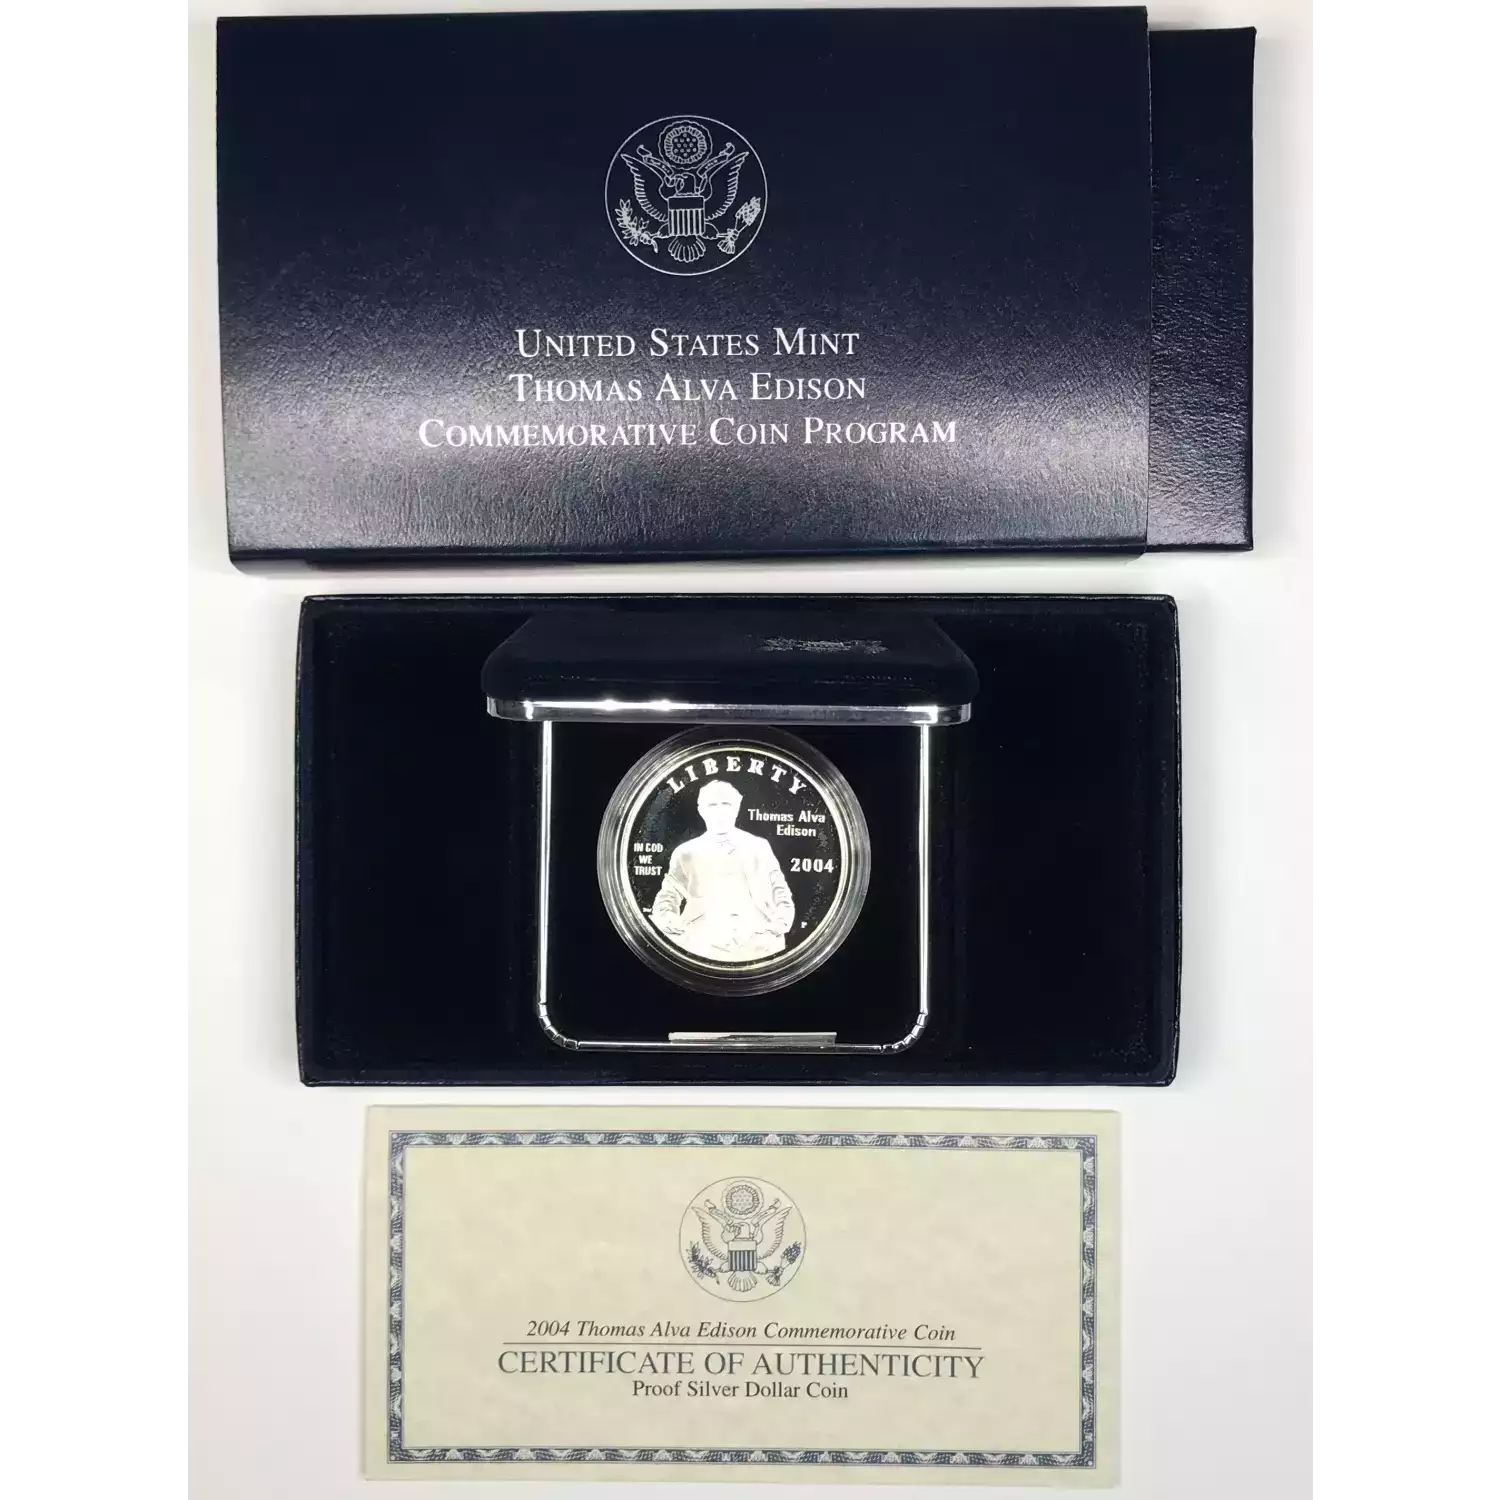 UNITED STATES MINT
THOMAS ALVA EDISON
COMMEMORATIVE COIN PROGRAM
LIBERTY
Thomas Alva
Edison
IN GOD
WE
TRUST
2004
P
2004 Thomas Alva Edison Commemorative Coin
CERTIFICATE OF AUTHENTICITY
Proof Silver Dollar Coin